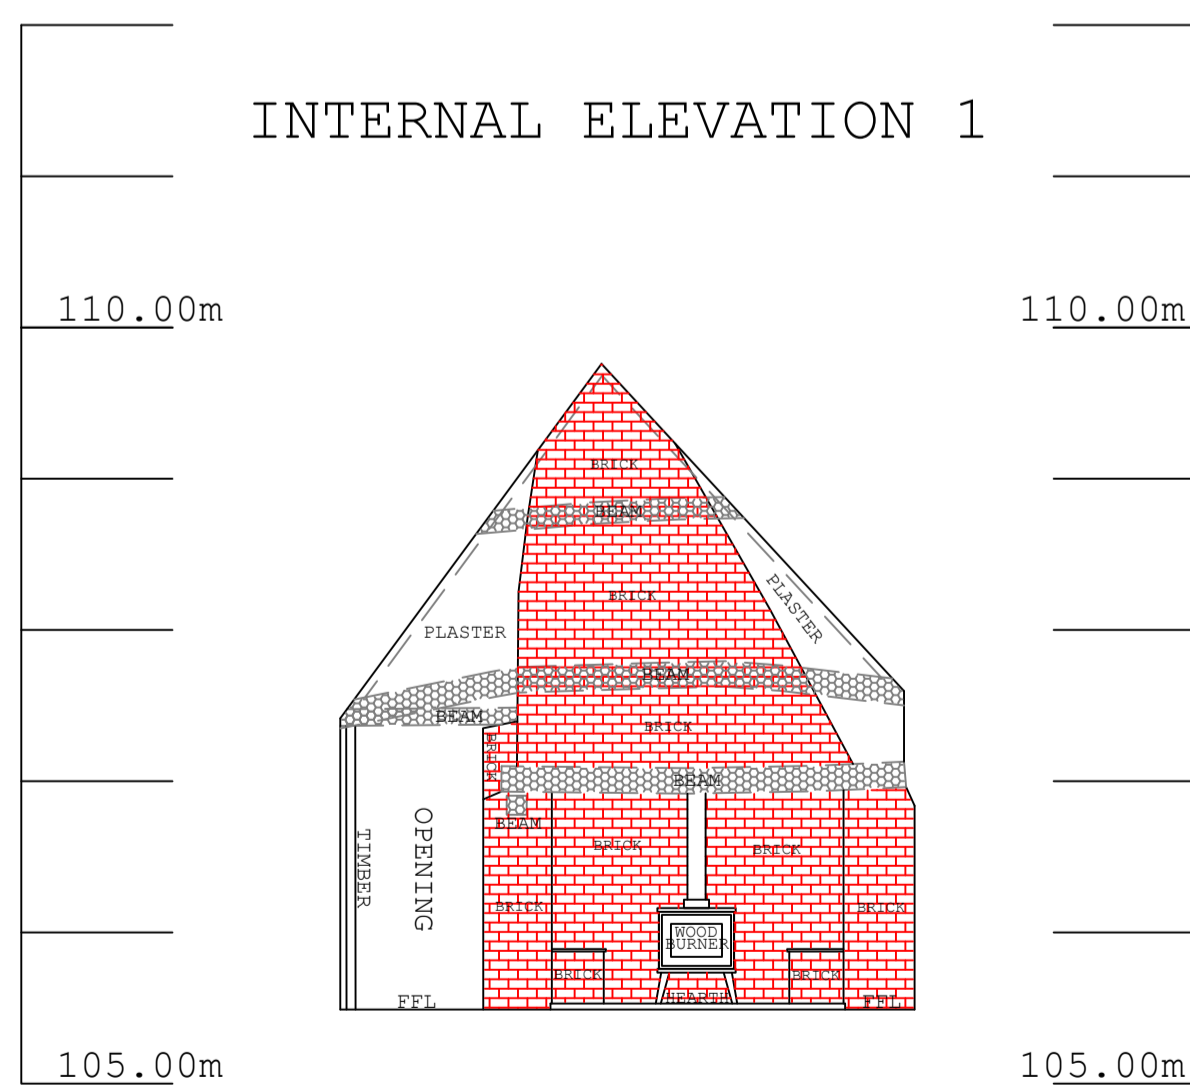 INTERNAL ELEVATION 1
110.00m
110.00m
BRICK
BEAM
BRICK
PLASTER
PLASTER
BEAM
BEAM
BRICK
BRICK
BEAM
BEAM
OPENING
TIMBER
BRICK
BRICK
BRICK
BRICK
WOOD
BURNER
BRICK
BRICK
HEARTH
FFL
FFL
105.00m
105.00m